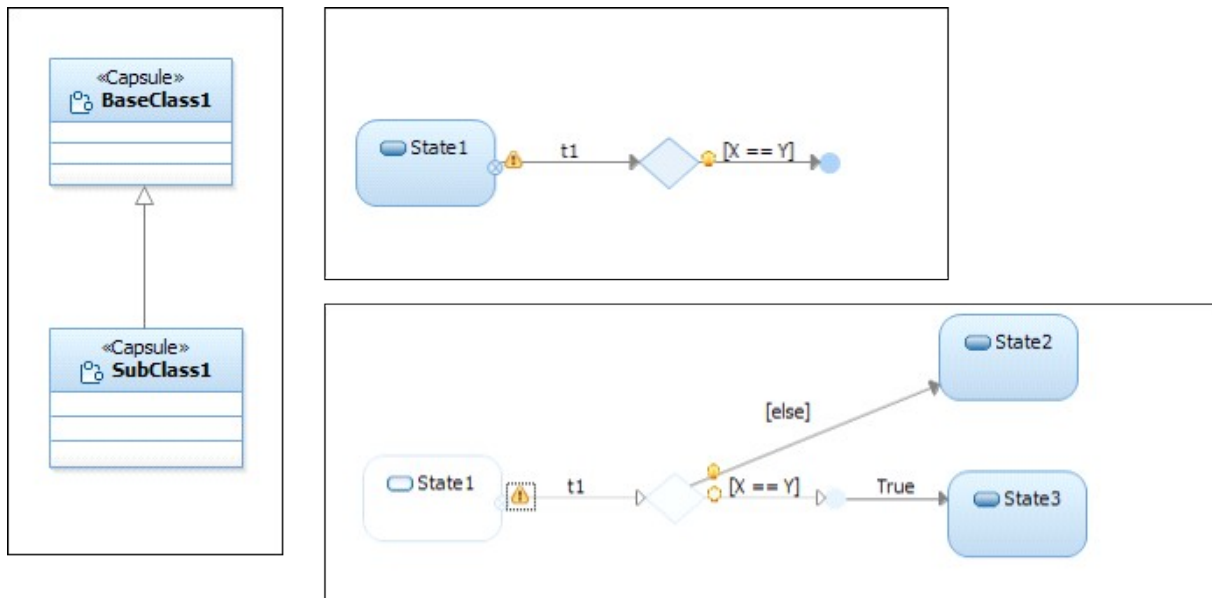 «Capsule»
BaseClass1
«Capsule»
SubClass1
State1
t1
[X == Y]
State2
[else]
State1
t1
[X == Y]
True
State3